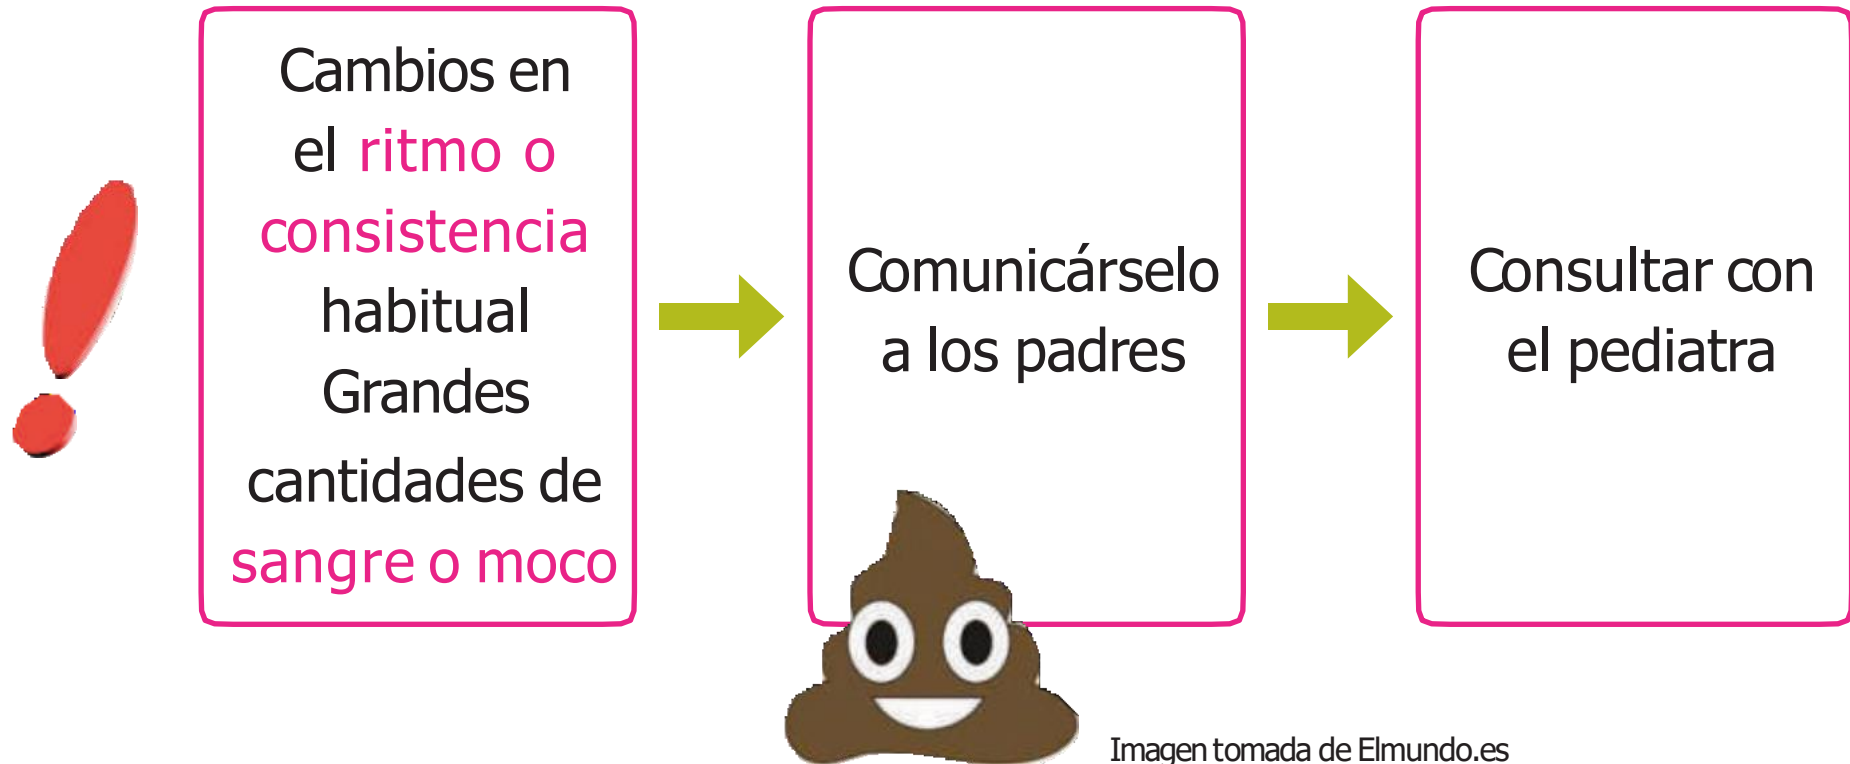 Cambios en
el ritmo o
consistencia
habitual
Grandes
cantidades de
sangre o moco
Comunicárselo
a los padres
Consultar con
el pediatra
Imagen tomada de Elmundo.es